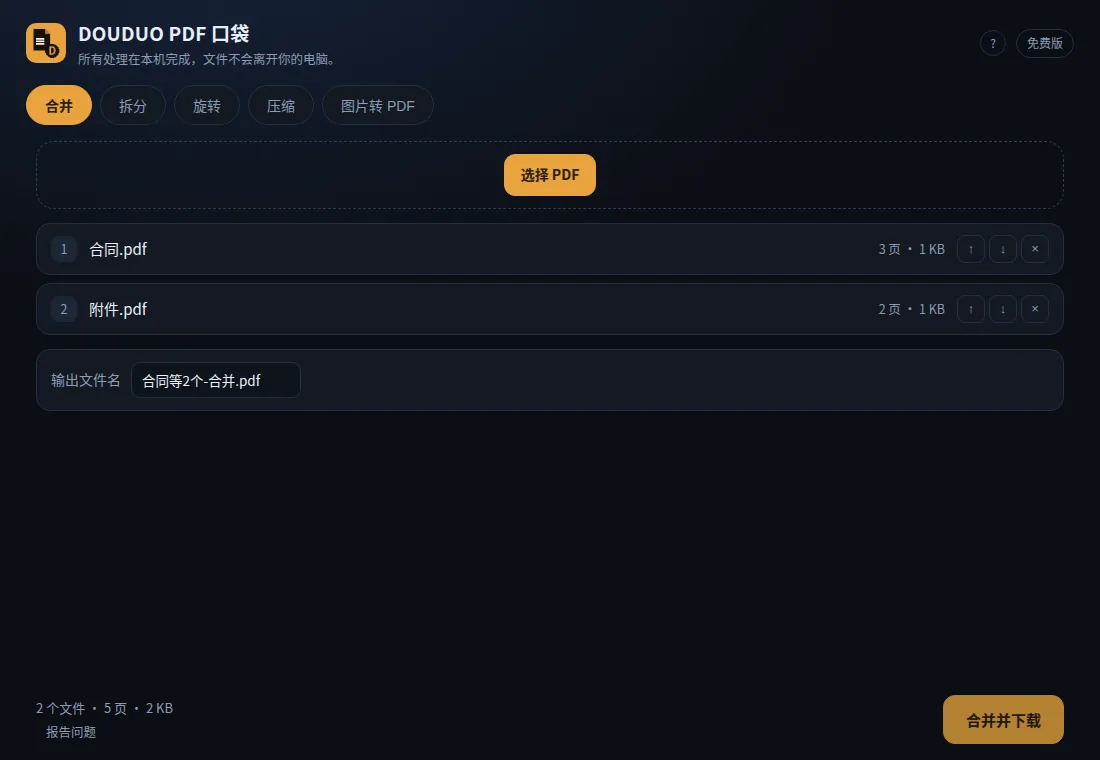 DOUDUO PDF 口袋
所有处理在本机完成，文件不会离开你的电脑。
? 免费版
合并 拆分 旋转 压缩 图片转 PDF
选择 PDF
1 合同.pdf 3 页 · 1 KB ↑ ↓ ×
2 附件.pdf 2 页 · 1 KB ↑ ↓ ×
输出文件名 合同等2个-合并.pdf
2 个文件 · 5 页 · 2 KB
报告问题
合并并下载